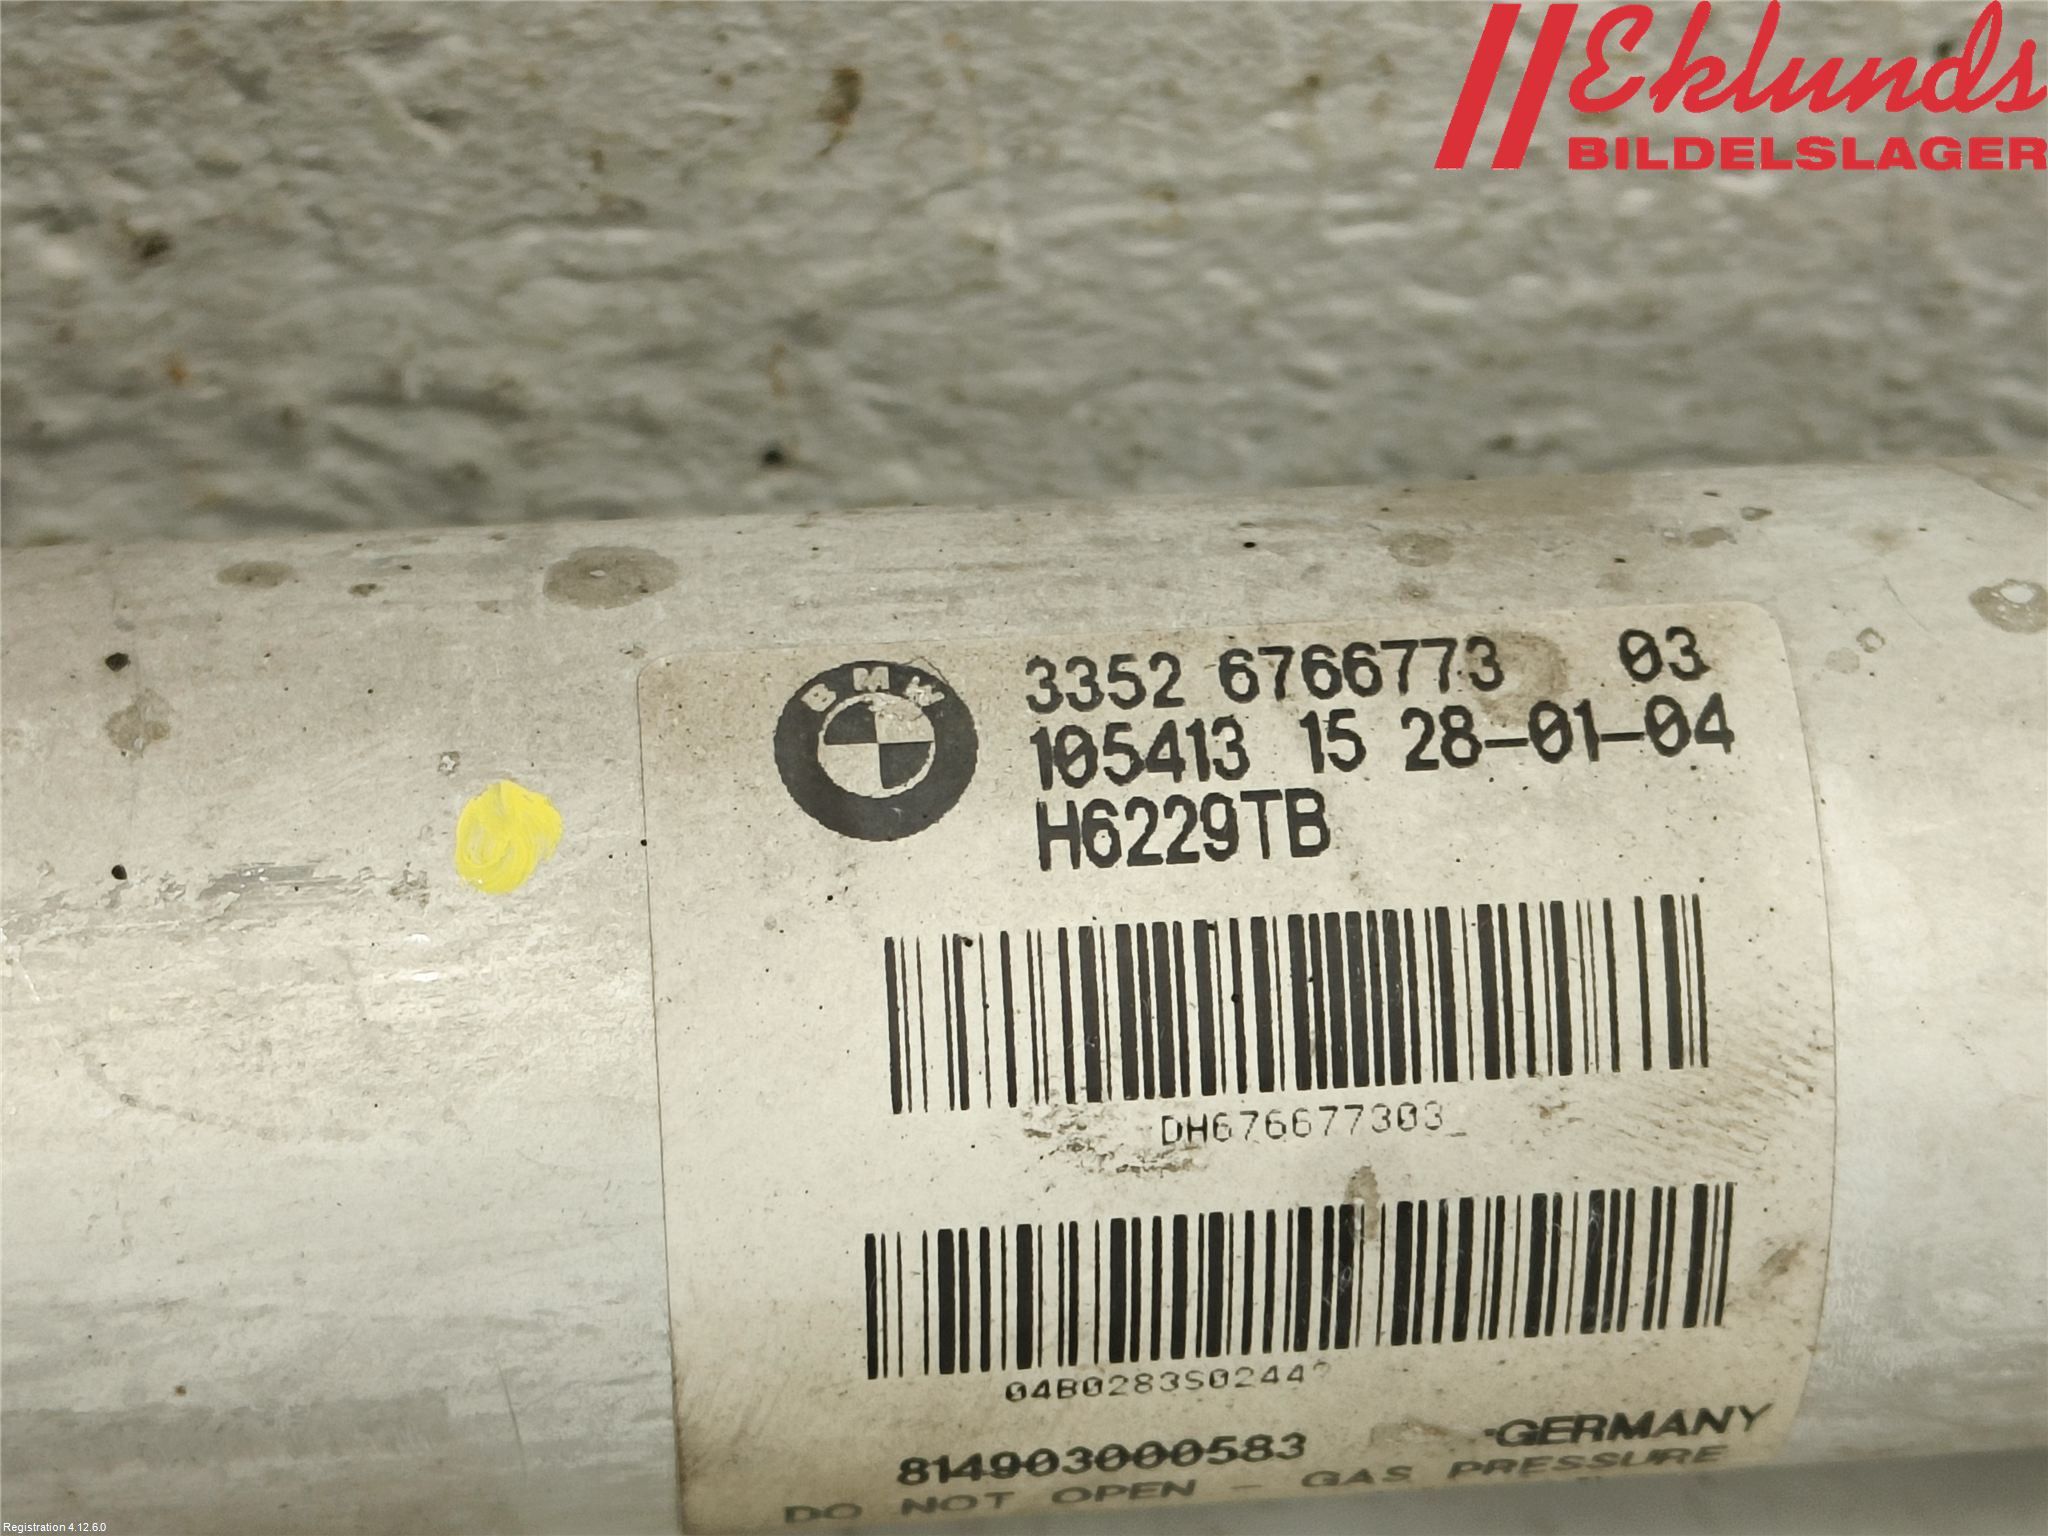 Eklunds
BILDELSLAGER
BMW
3352 6766773 03
105413 15 28-01-04
H6229TB
DH676677303
814903000583 GERMANY
DO NOT OPEN - GAS PRESSURE
Registration 4.12.6.0